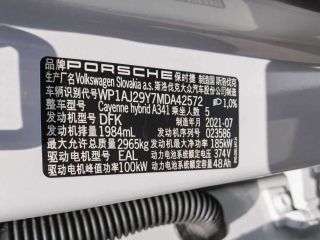 品牌 PORSCHE 保时捷 制造国 斯洛伐克
生产厂名 Volkswagen Slovakia a.s. 斯洛伐克大众汽车股份有限公司
车辆识别代号 WP1AJ29Y7MDA42572 1,0%
整车型号 Cayenne hybrid A341 乘坐人数 5
发动机型号 DFK 制造年月 2021-07
发动机排量 1984ml 023586
最大允许总质量 2965kg 发动机最大净功率 185kW
驱动电机型号 EAL 动力电池系统额定电压 374V
驱动电机峰值功率 100kW 动力电池系统额定容量 48Ah